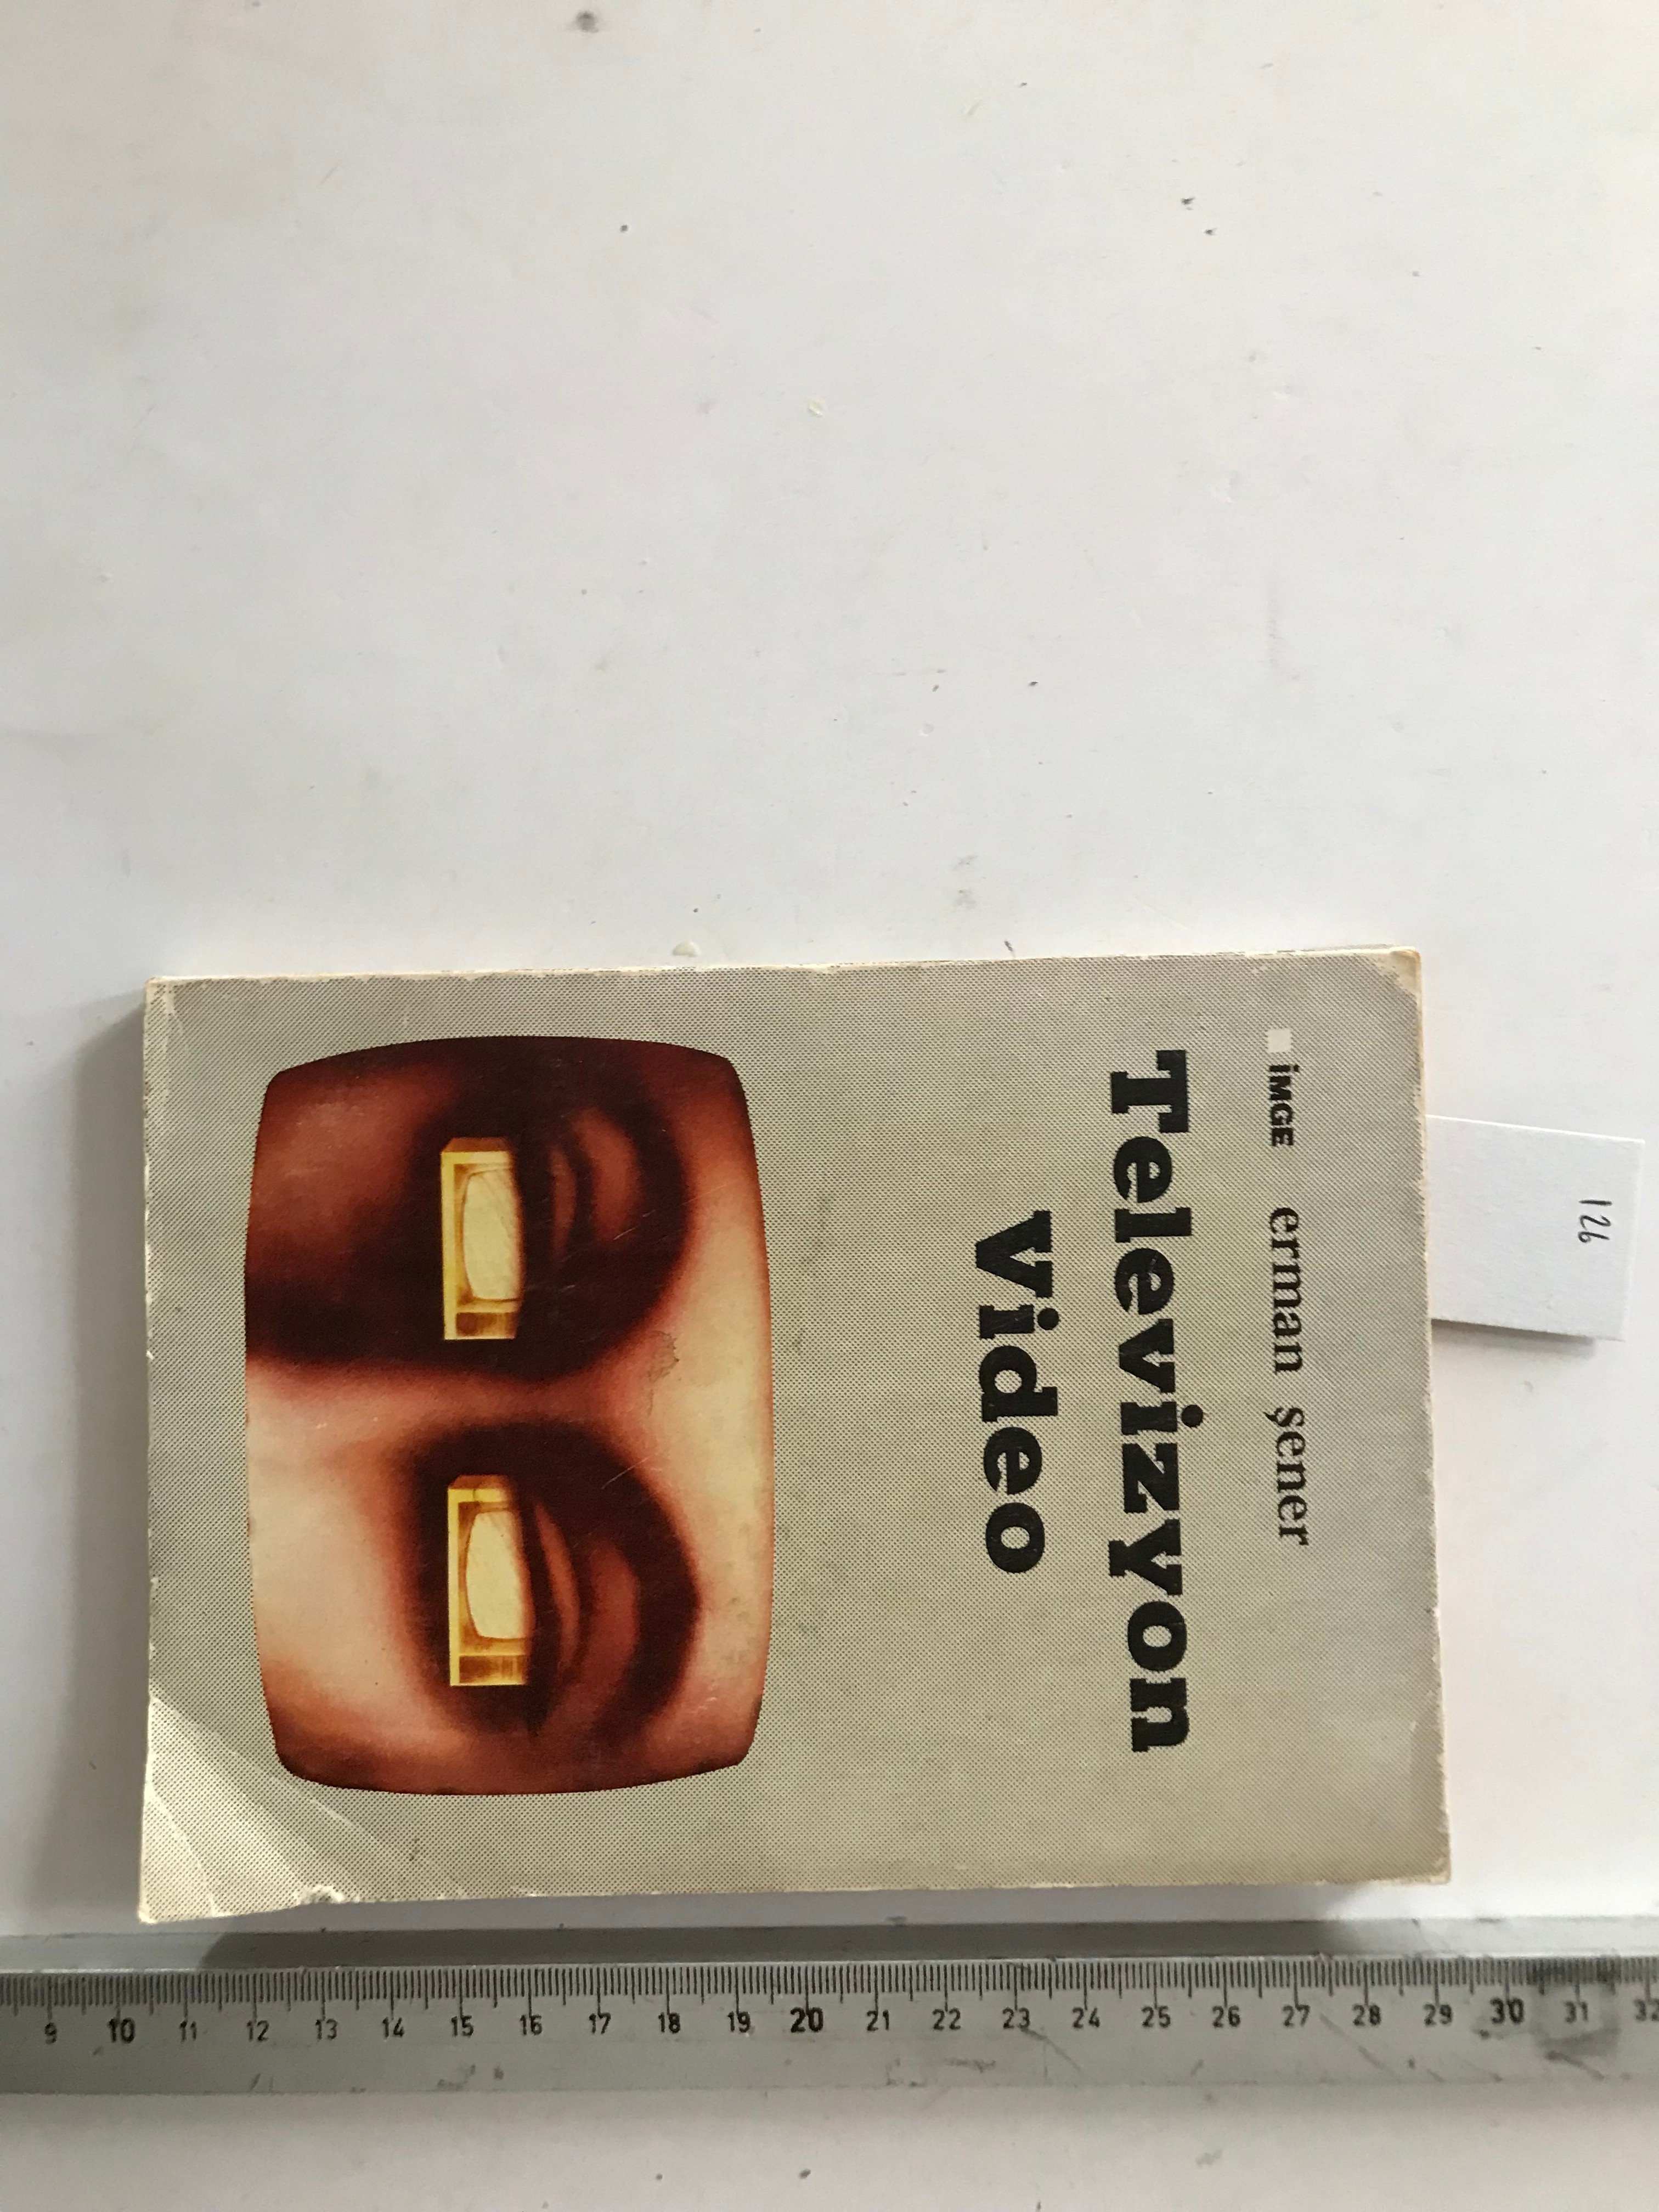 iMGE erman şener
Televizyon
video
126
9 10 11 12 13 14 15 16 17 18 19 20 21 22 23 24 25 26 27 28 29 30 31 32